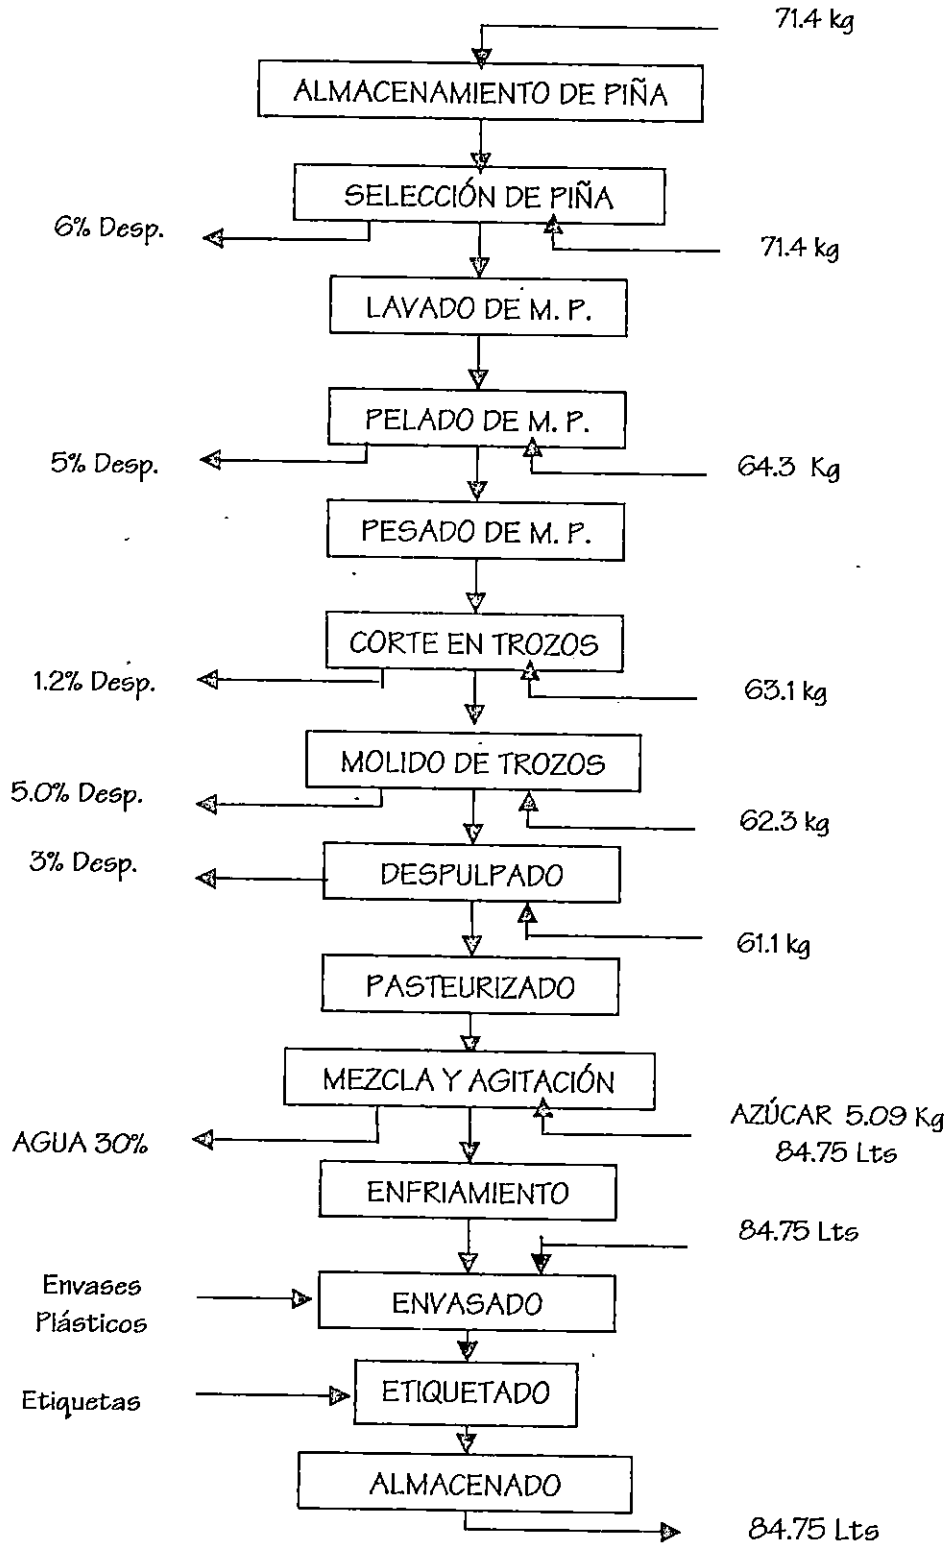 71.4 kg
ALMACENAMIENTO DE PIÑA
SELECCIÓN DE PIÑA
6% Desp.
71.4 kg
LAVADO DE M. P.
PELADO DE M. P.
5% Desp.
64.3 Kg
PESADO DE M. P.
CORTE EN TROZOS
1.2% Desp.
63.1 kg
MOLIDO DE TROZOS
5.0% Desp.
62.3 kg
3% Desp.
DESPULPADO
61.1 kg
PASTEURIZADO
MEZCLA Y AGITACIÓN
AGUA 30%
AZÚCAR 5.09 Kg
84.75 Lts
ENFRIAMIENTO
84.75 Lts
Envases
Plásticos
ENVASADO
Etiquetas
ETIQUETADO
ALMACENADO
84.75 Lts